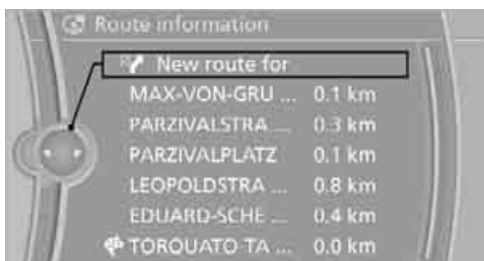 Route information
New route for
MAX-VON-GRU ... 0.1 km
PARZIVALSTRA ... 0.3 km
PARZIVALPLATZ 0.1 km
LEOPOLDSTRA ... 0.8 km
EDUARD-SCHE ... 0.4 km
TORQUATO TA ... 0.0 km